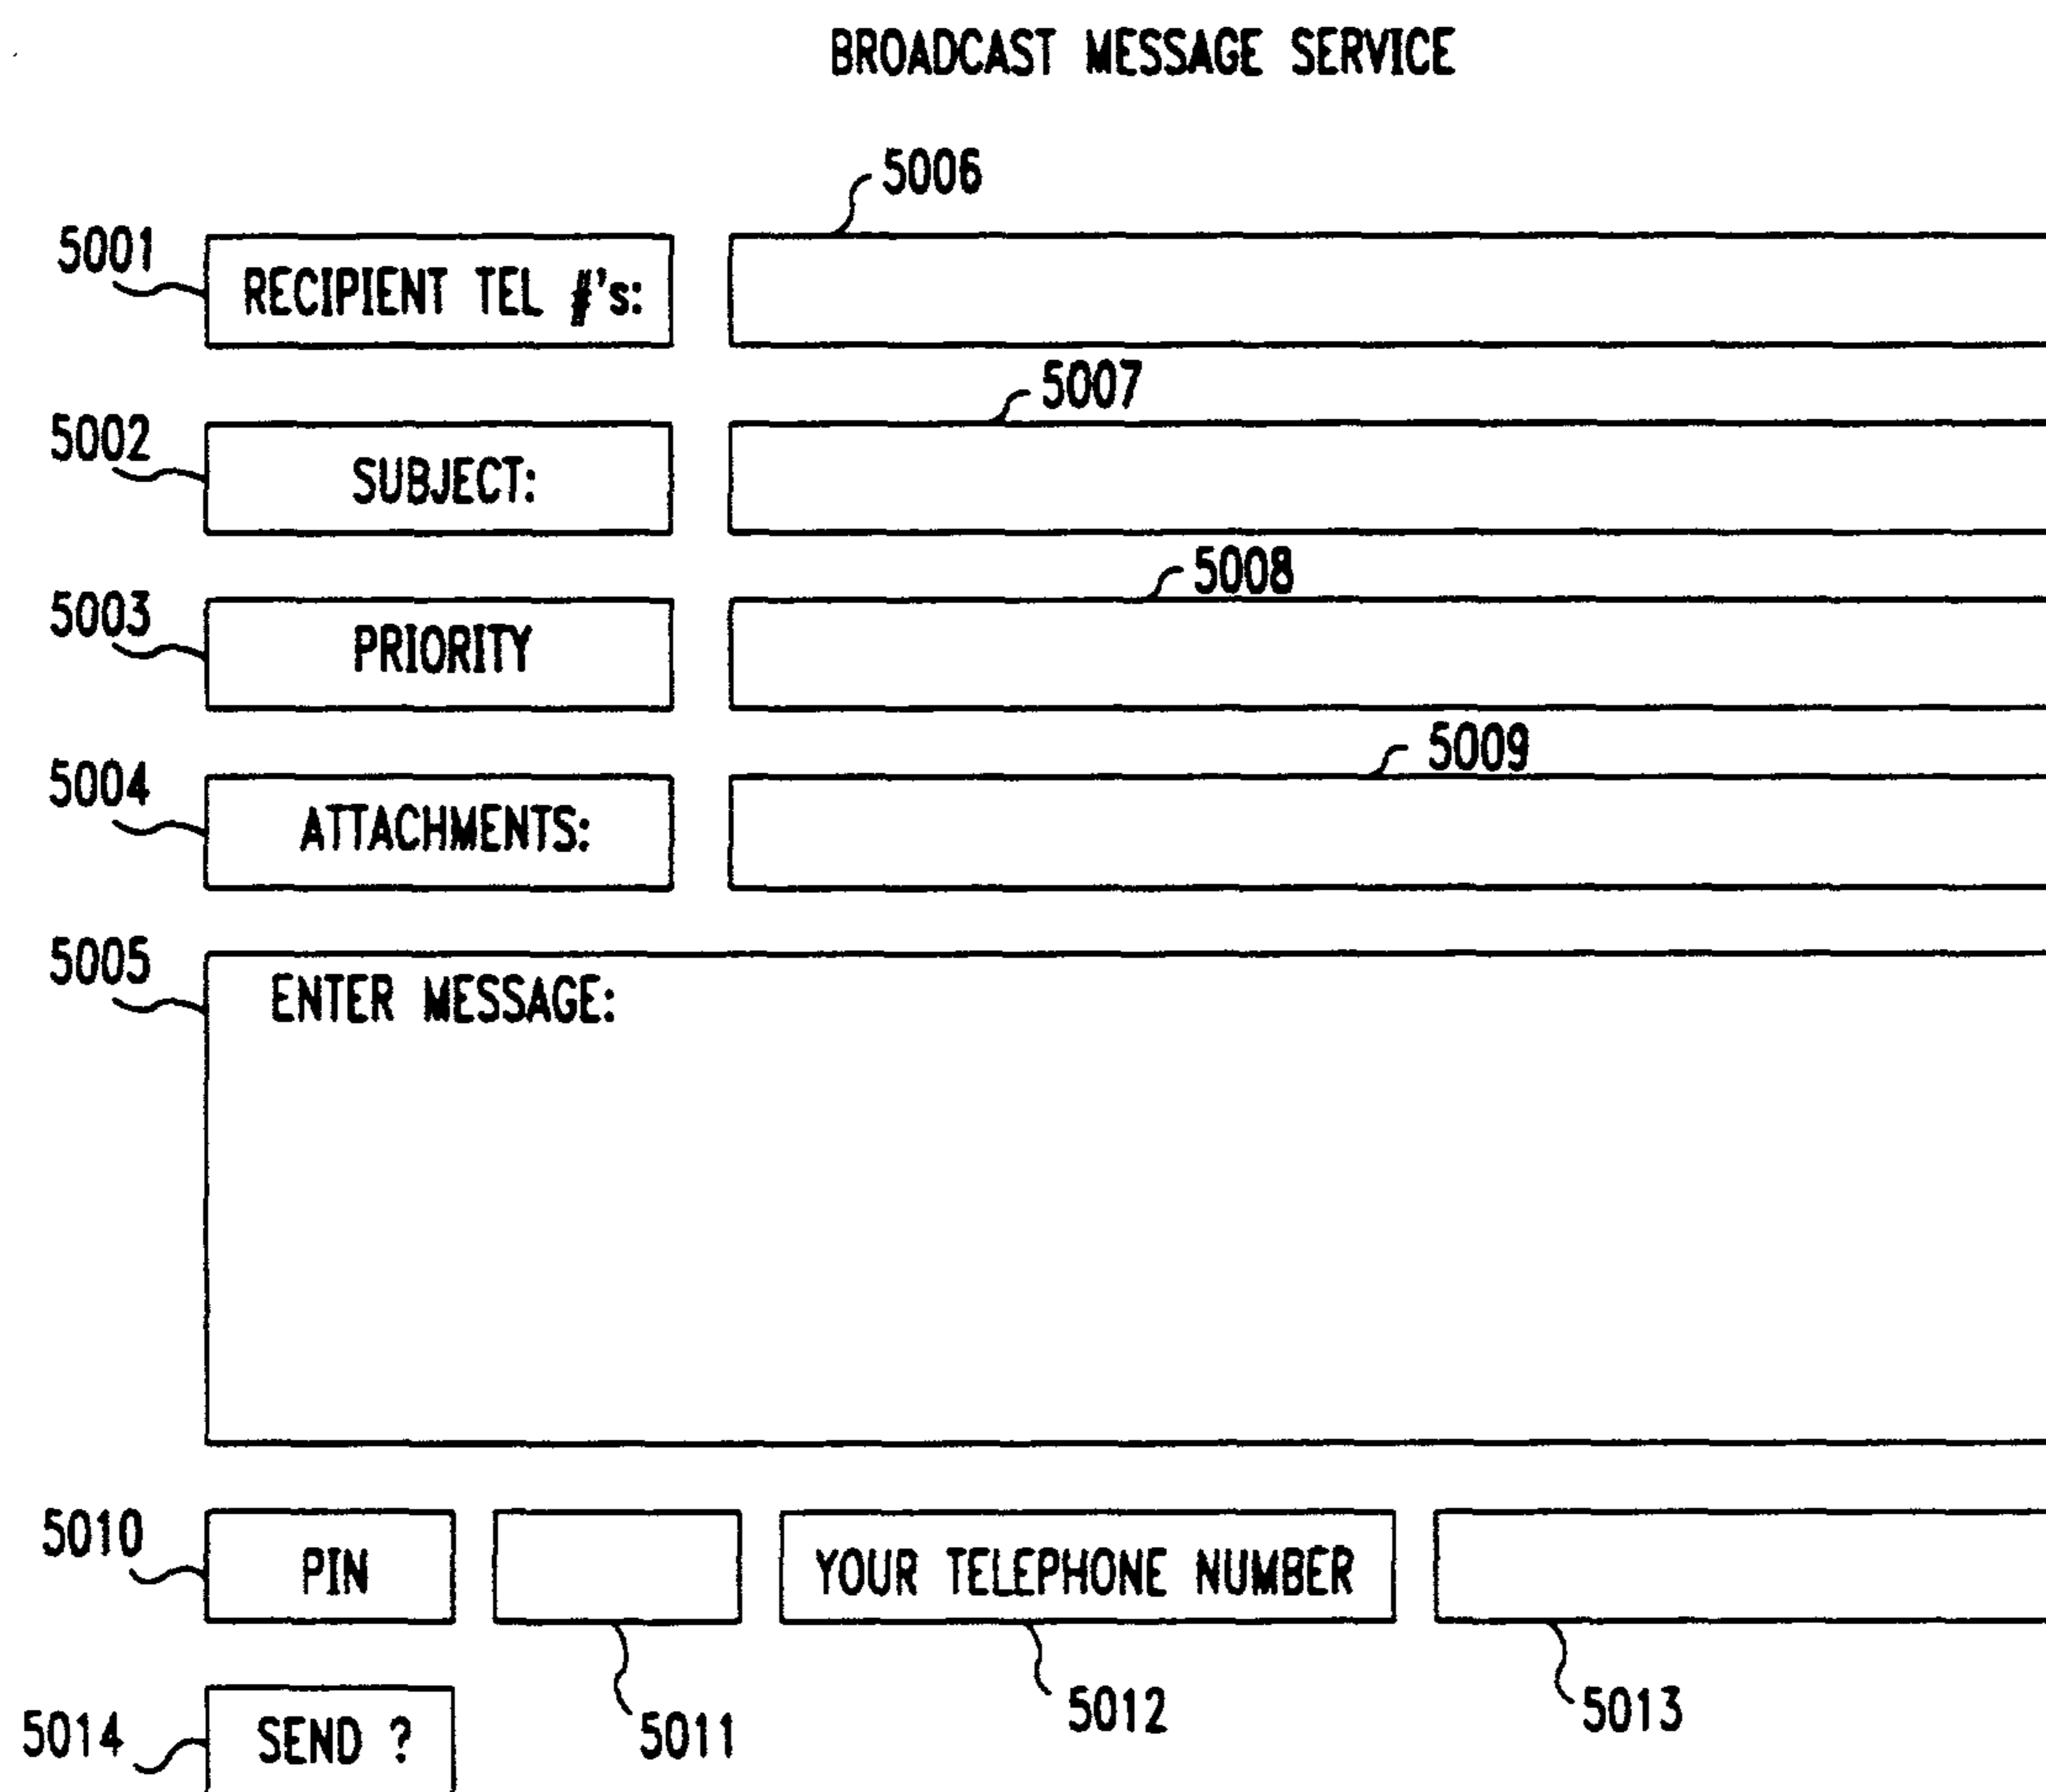 BROADCAST MESSAGE SERVICE
5006
5001
RECIPIENT TEL #'s:
5007
5002
SUBJECT:
5008
5003
PRIORITY
5009
5004
ATTACHMENTS:
5005
ENTER MESSAGE:
5010
PIN
YOUR TELEPHONE NUMBER
5011
5012
5013
5014
SEND ?